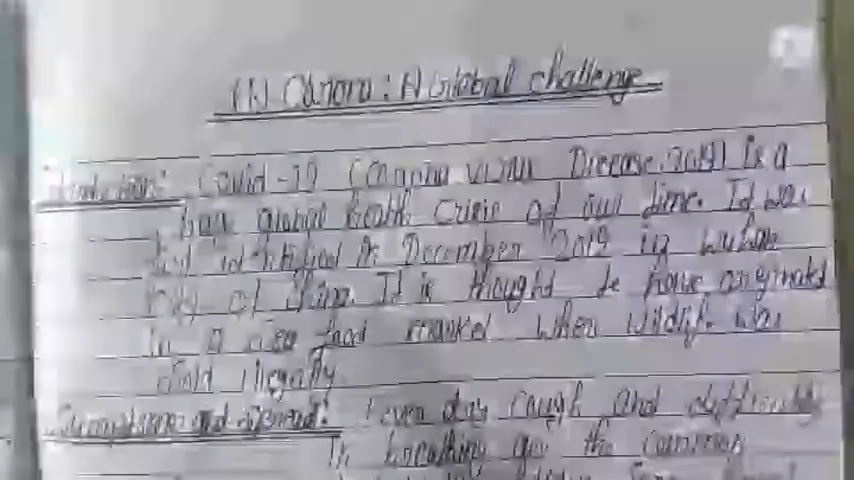 Corona: A Global challenge
Introduction: Covid-19 (Corona virus Disease, 2019) is a
huge global health crisis of our time. It was
first identified in December 2019 in wuhan
city of China. It is thought to have originated
in a sea food market where wildlife was
sold illegally.
Symptoms and spread: Fever dry cough and difficulty
in breathing are the common